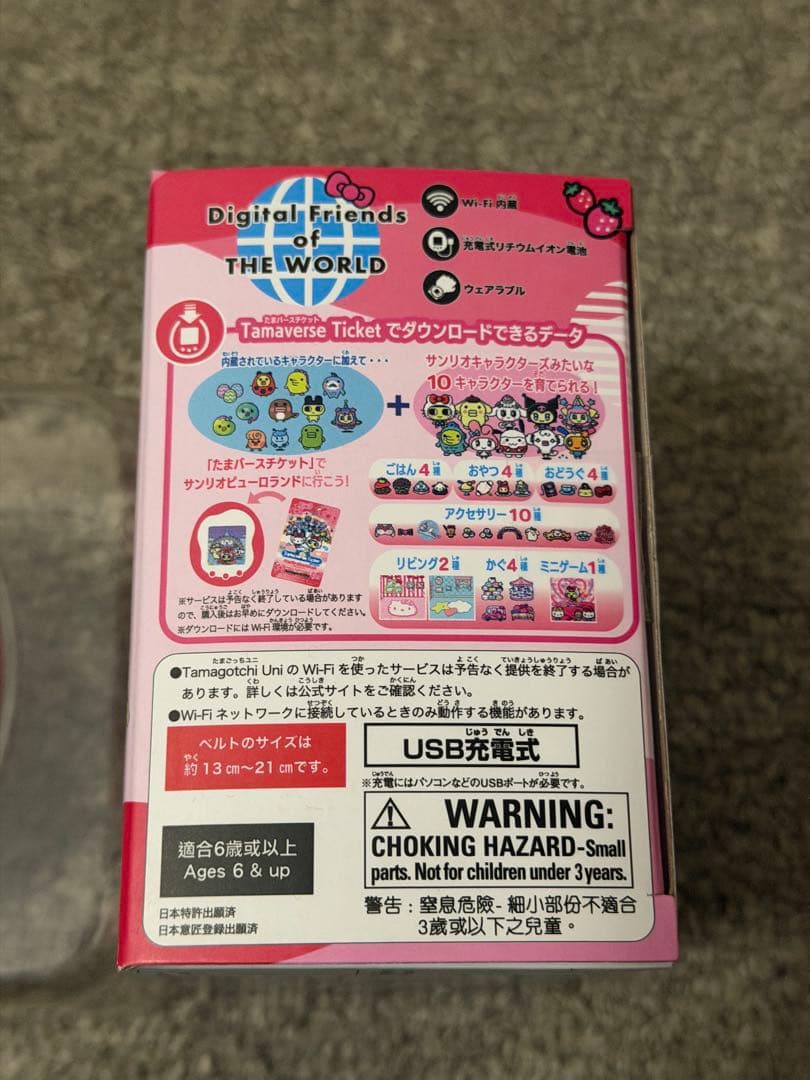 Digital Friends
of
THE WORLD
Wi-Fi内蔵
充電式リチウムイオン電池
ウェアラブル
Tamaverse Ticketでダウンロードできるデータ
内蔵されているキャラクターに加えて・・・
サンリオキャラクターズみたいな
10キャラクターを育てられる!
+
「たまバースチケット」で
サンリオピューロランドに行こう!
ごはん4種
おやつ4種
おどうぐ4種
アクセサリー10種
リビング2種
かぐ4種
ミニゲーム1種
※サービスは予告なく終了している場合があります
ので、購入後はお早めにダウンロードしてください。
※ダウンロードにはWi-Fi環境が必要です。
●Tamagotchi UniのWi-Fiを使ったサービスは予告なく提供を終了する場合が
あります。詳しくは公式サイトをご確認ください。
●Wi-Fiネットワークに接続しているときのみ動作する機能があります。
ベルトのサイズは
約13㎝～21㎝です。
USB充電式
※充電にはパソコンなどのUSBポートが必要です。
WARNING:
CHOKING HAZARD-Small
parts. Not for children under 3 years.
適合6歳或以上
Ages 6 & up
警告：窒息危險-細小部份不適合
3歲或以下之兒童。
日本特許出願済
日本意匠登録出願済